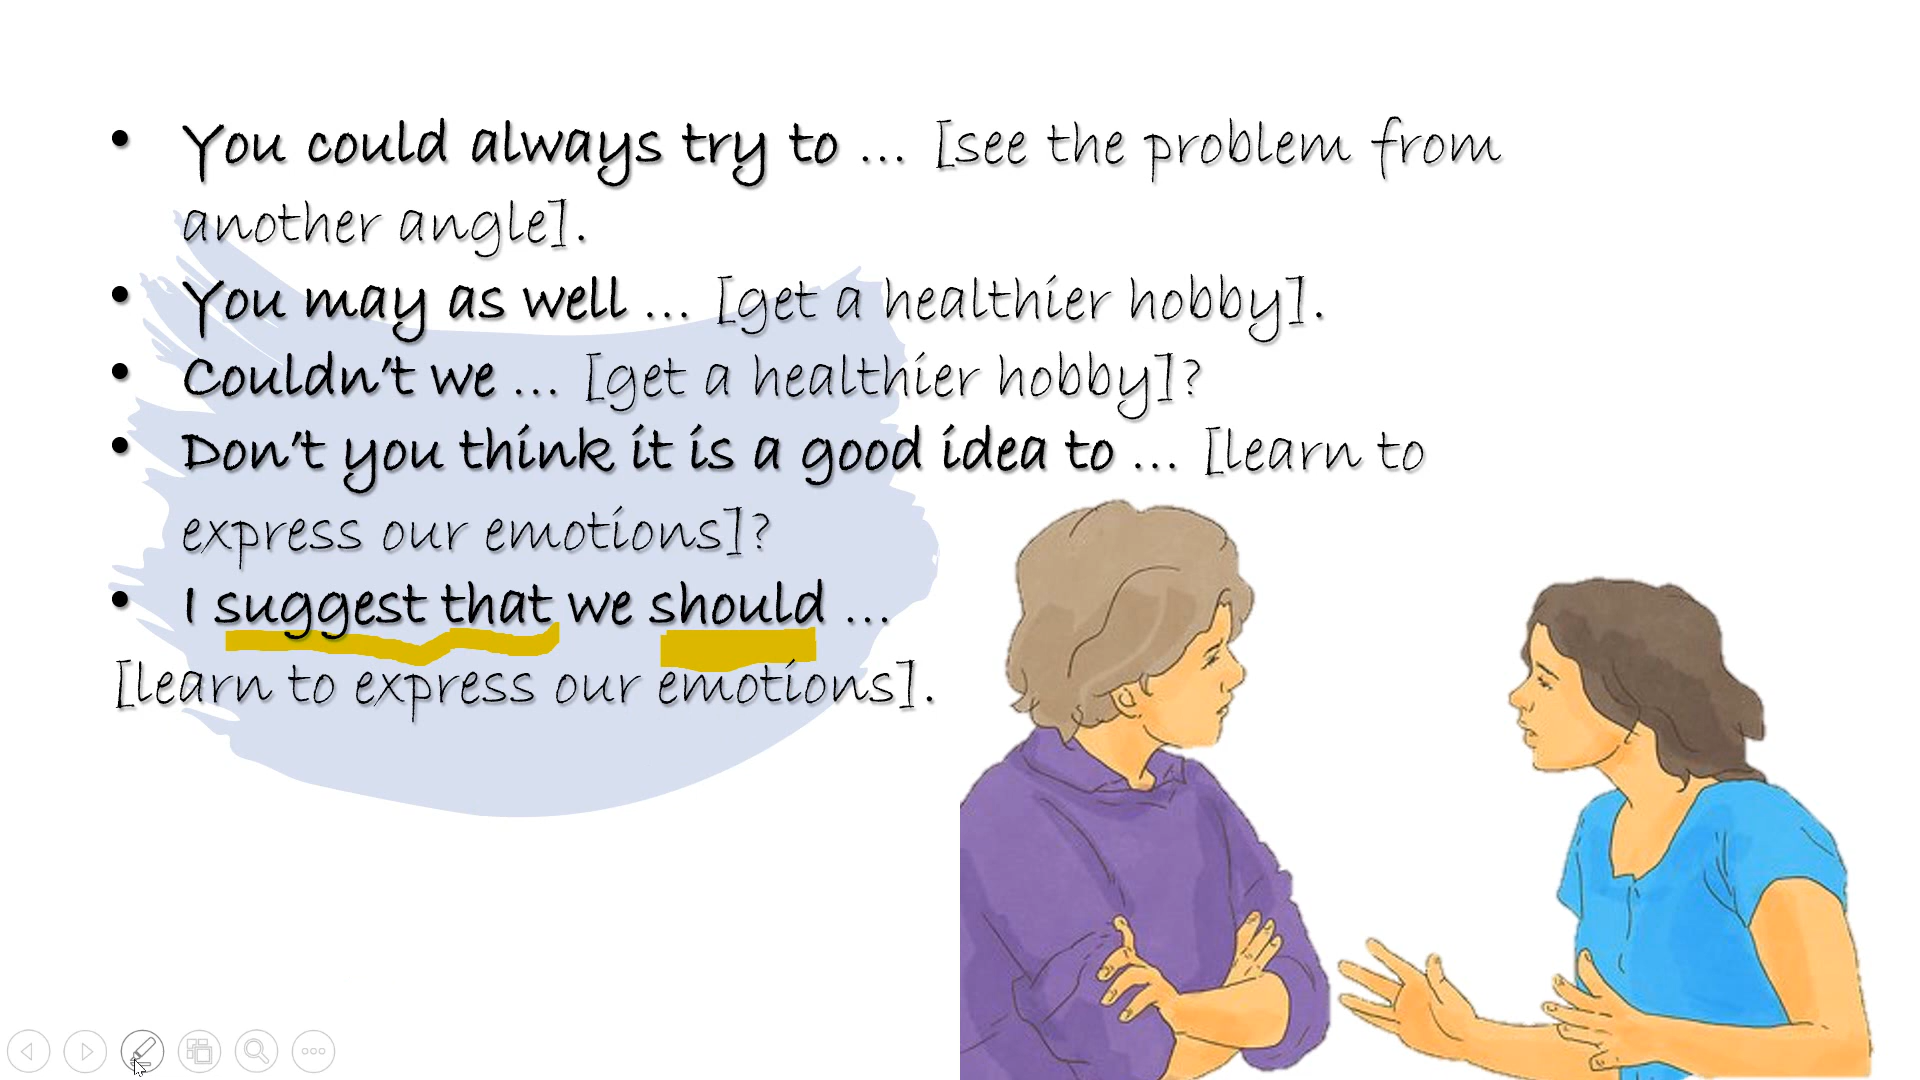 • You could always try to … [see the problem from
another angle].
• You may as well … [get a healthier hobby].
• Couldn't we … [get a healthier hobby]?
• Don't you think it is a good idea to … [learn to
express our emotions]?
• I suggest that we should …
[learn to express our emotions].